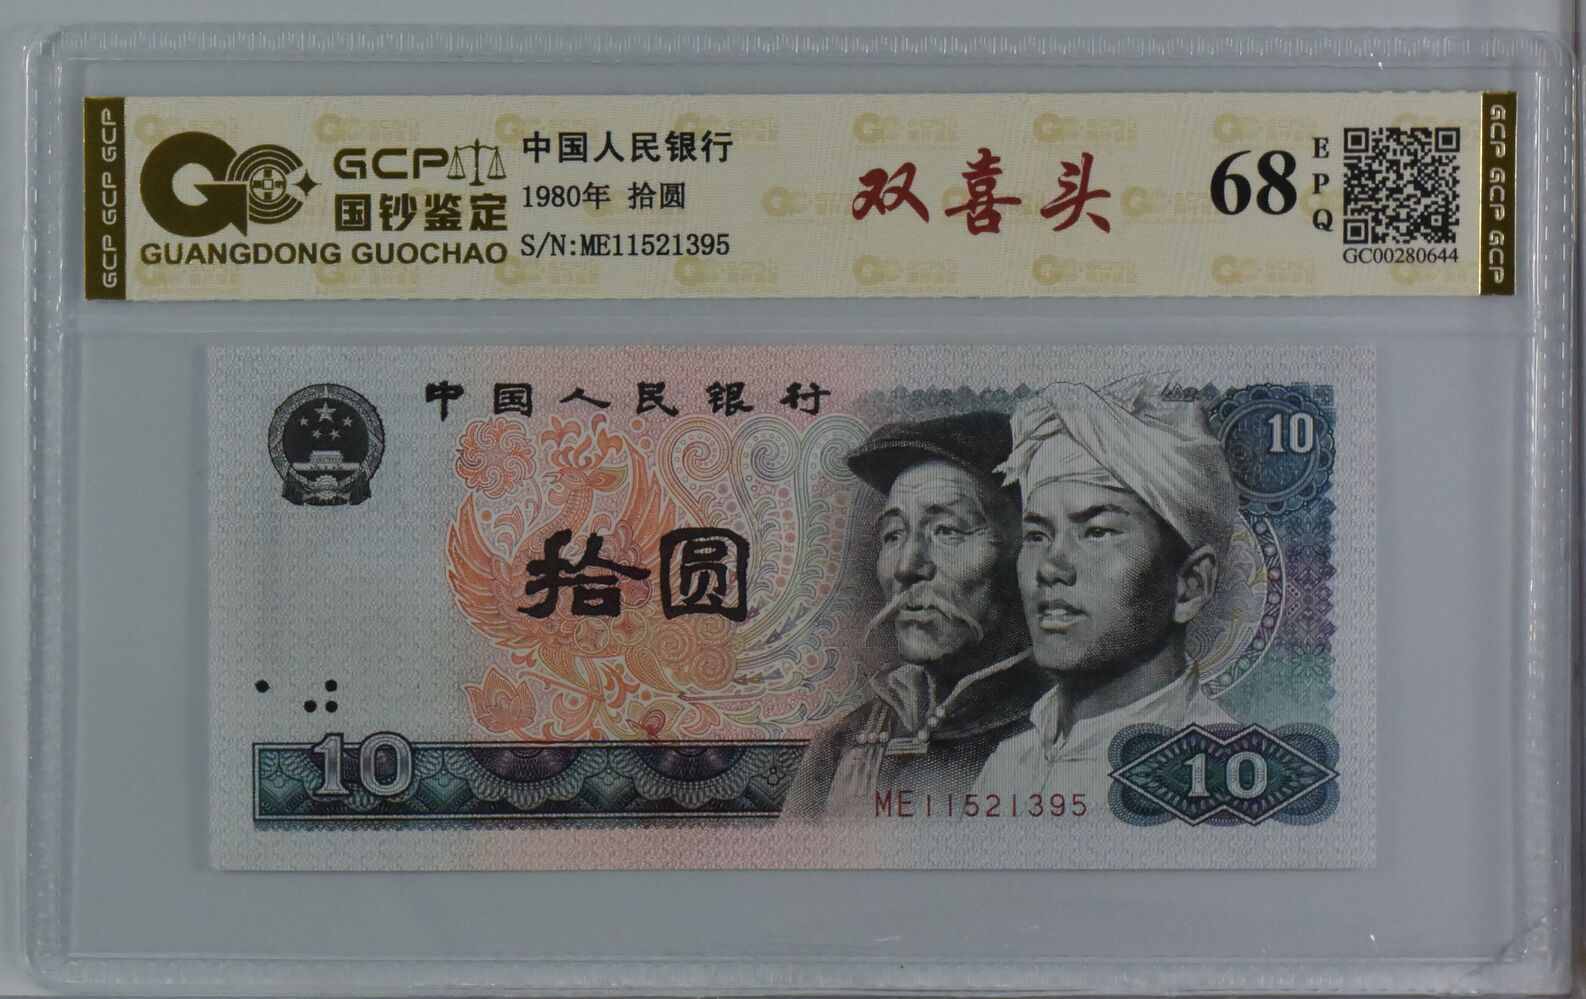 GCP GCP GCP
GCP
国钞鉴定
GUANGDONG GUOCHAO
中国人民银行
1980年 拾圆
S/N:ME11521395
双喜头
68
EPQ
GC00280644
GCP GCP GCP
中国人民银行
10
拾圆
10
ME11521395
10